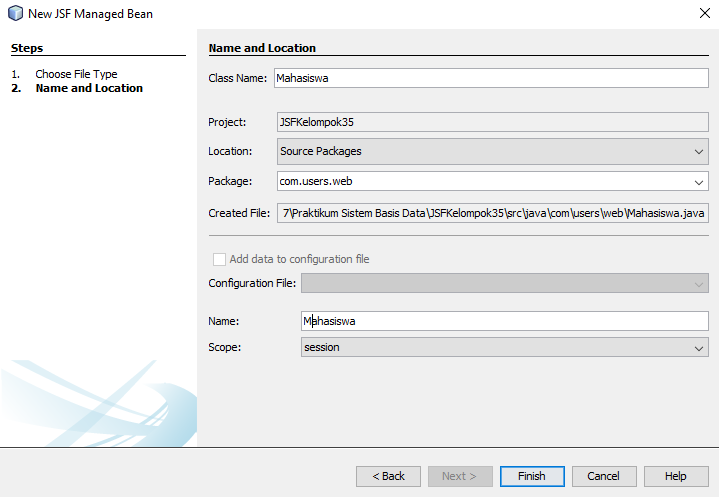 New JSF Managed Bean
Steps
1. Choose File Type
2. Name and Location
Name and Location
Class Name: Mahasiswa
Project: JSFKelompok35
Location: Source Packages
Package: com.users.web
Created File: 7\Praktikum Sistem Basis Data\JSFKelompok35\src\java\com\users\web\Mahasiswa.java
Add data to configuration file
Configuration File:
Name: Mahasiswa
Scope: session
< Back Next > Finish Cancel Help